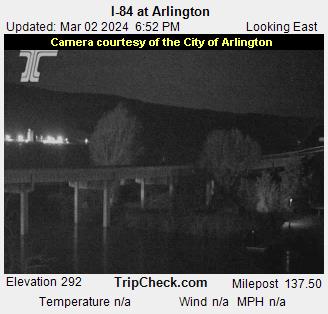 I-84 at Arlington
Updated: Mar 02 2024 6:52 PM Looking East
Camera courtesy of the City of Arlington
Elevation 292 TripCheck.com Milepost 137.50
Temperature n/a Wind n/a MPH n/a